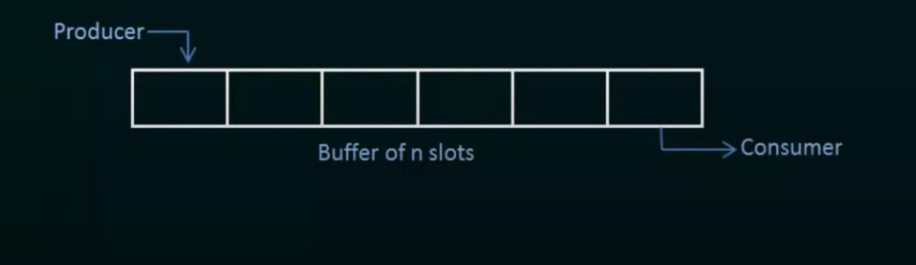 Producer
Buffer of n slots
Consumer